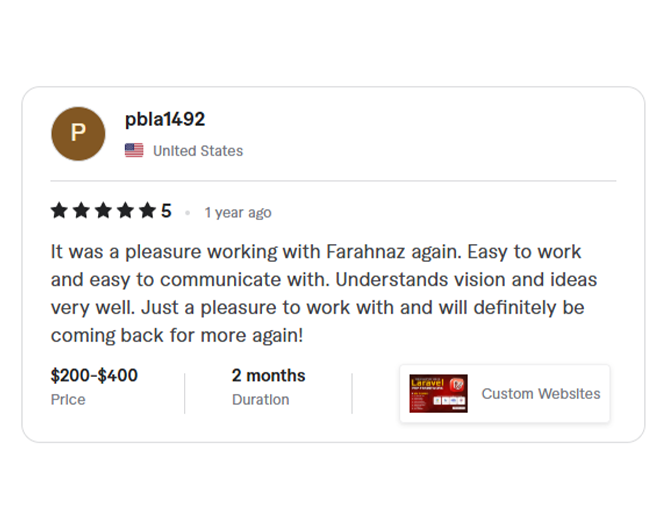 P
pbla1492
United States
5 • 1 year ago
It was a pleasure working with Farahnaz again. Easy to work
and easy to communicate with. Understands vision and ideas
very well. Just a pleasure to work with and will definitely be
coming back for more again!
$200-$400
Price
2 months
Duration
Laravel
Custom Websites